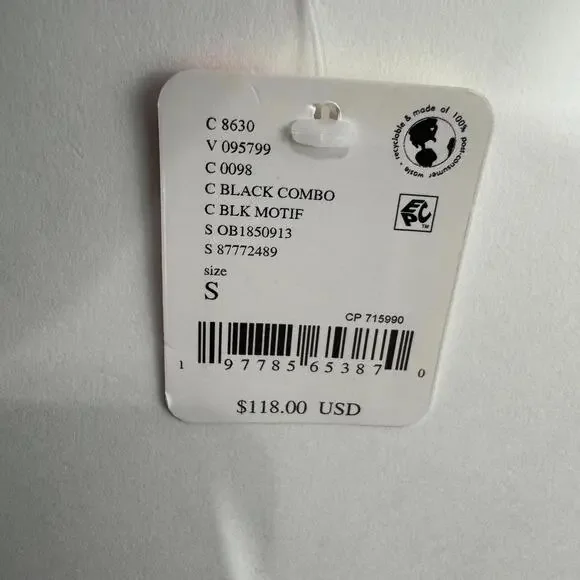 C 8630
V 095799
C 0098
C BLACK COMBO
C BLK MOTIF
S OB1850913
S 87772489
size
S
recyclable & made of 100% post-consumer waste •
EPC™
CP 715990
1 97785 65387 0
$118.00 USD